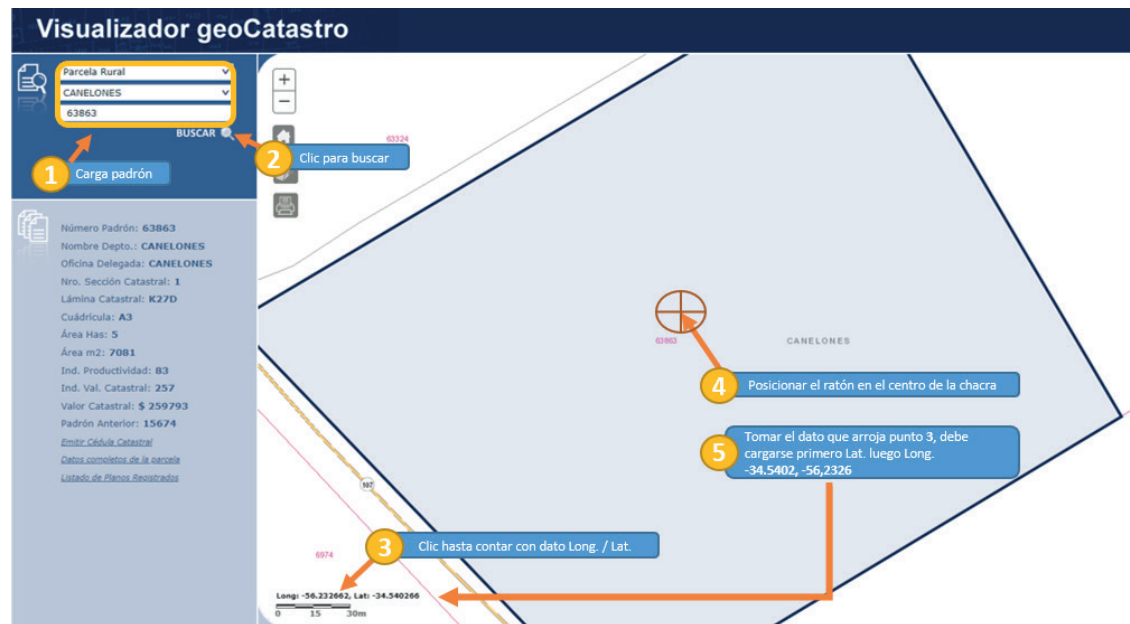 Visualizador geoCatastro
Parcela Rural
CANELONES
63863
BUSCAR
1
Carga padrón
2
Clic para buscar
63324
Número Padrón: 63863
Nombre Depto.: CANELONES
Oficina Delegada: CANELONES
Nro. Sección Catastral: 1
Lámina Catastral: K27D
Cuádricula: A3
Área Has: 5
Área m2: 7081
Ind. Productividad: 83
Ind. Val. Catastral: 257
Valor Catastral: $ 259793
Padrón Anterior: 15674
Emitir Cédula Catastral
Datos completos de la parcela
Listado de Planos Registrados
63863
CANELONES
4
Posicionar el ratón en el centro de la chacra
5
Tomar el dato que arroja punto 3, debe
cargarse primero Lat. luego Long.
-34.5402, -56,2326
597
6974
3
Clic hasta contar con dato Long. / Lat.
Long: -56.232662, Lat: -34.540266
0 15 30m